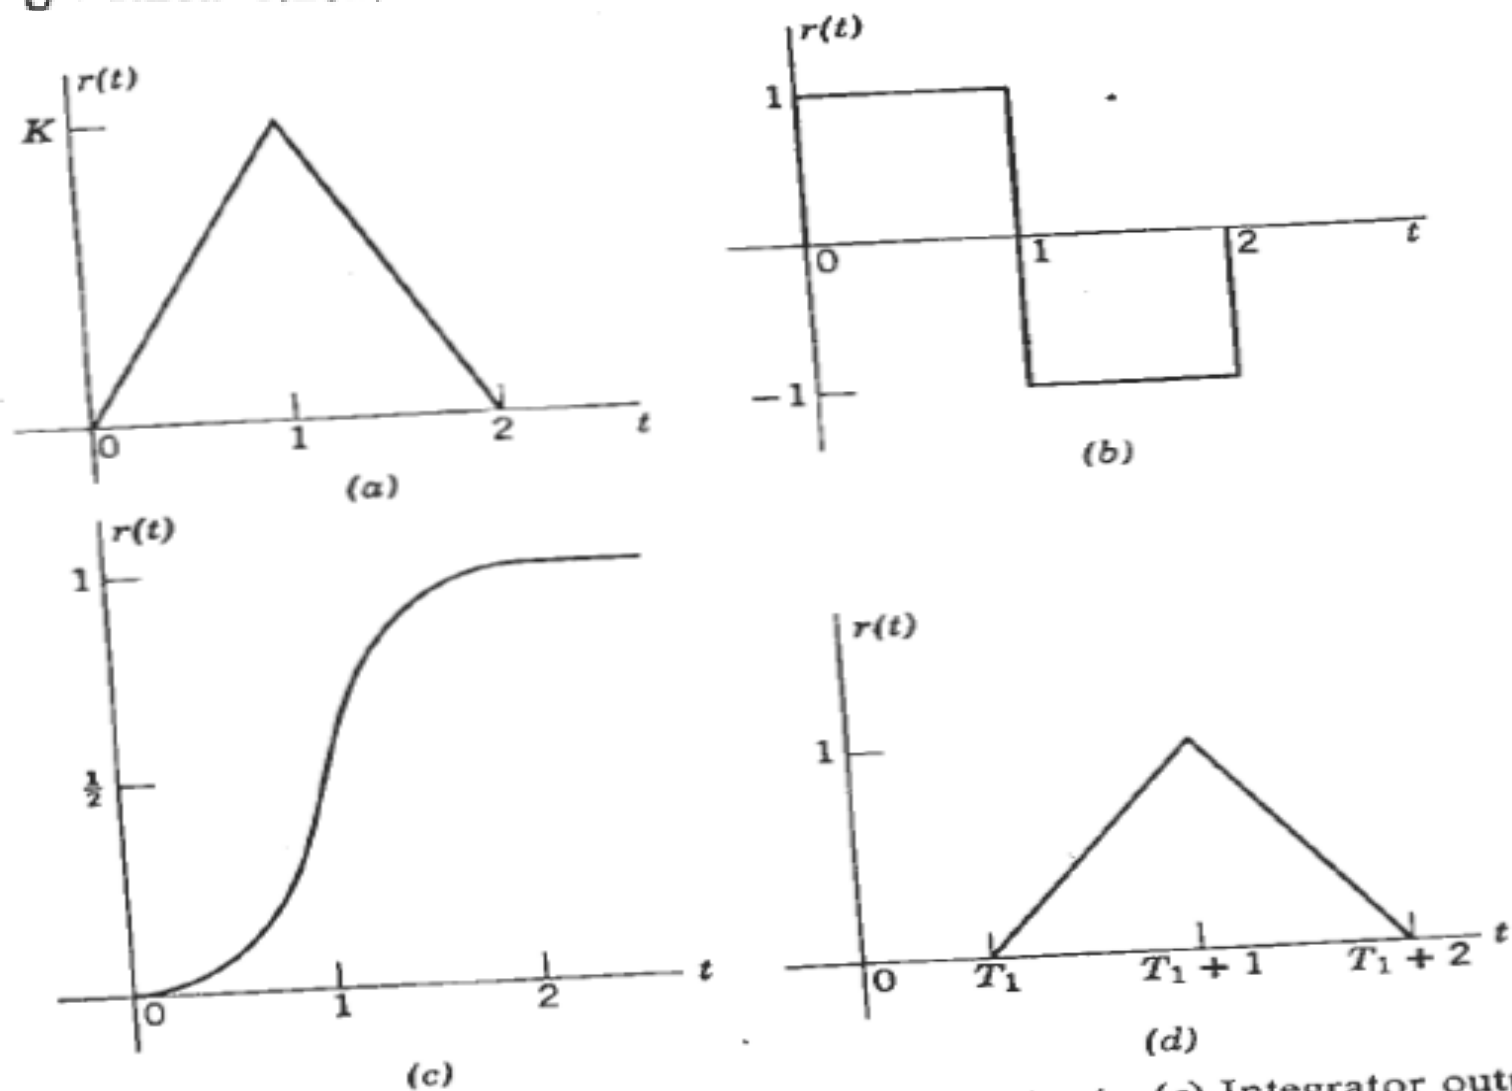 r(t)
K
0 1 2 t
(a)
r(t)
1
0 1 2 t
-1
(b)
r(t)
1
½
0 1 2 t
(c)
r(t)
1
0 T₁ T₁ + 1 T₁ + 2 t
(d)
(c) Integrator